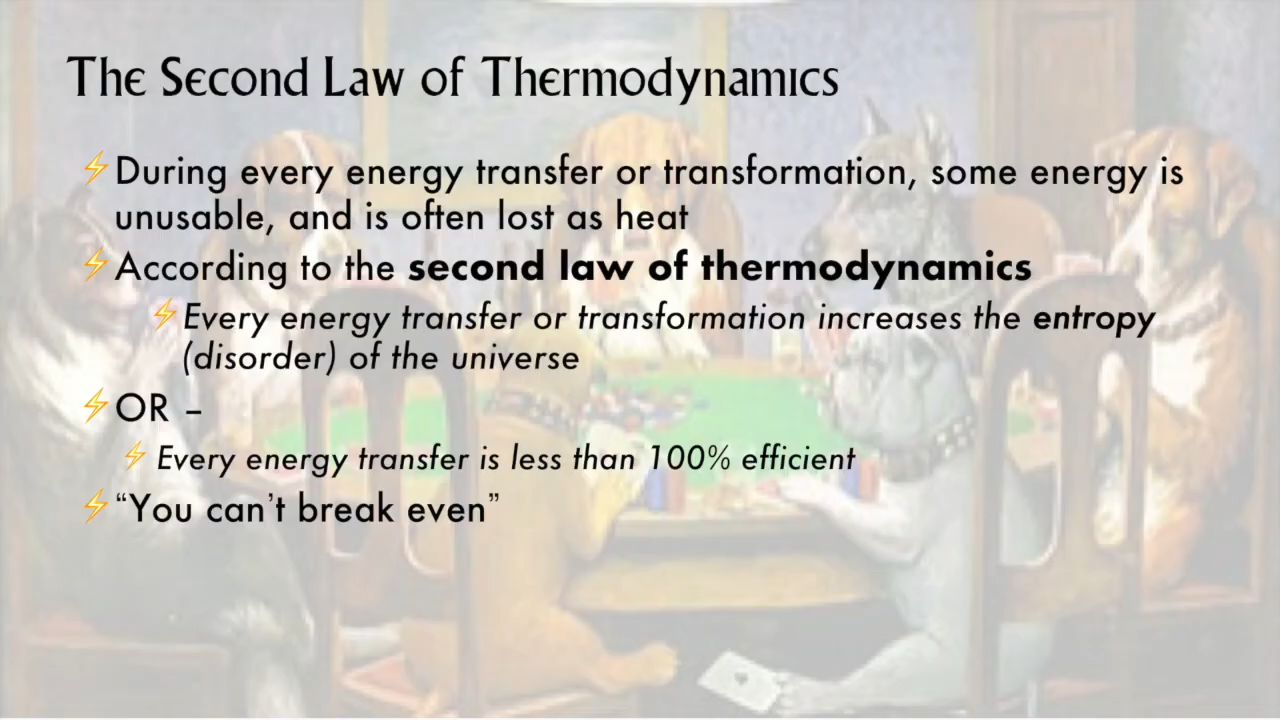 The Second Law of Thermodynamics
⚡During every energy transfer or transformation, some energy is
unusable, and is often lost as heat
⚡According to the second law of thermodynamics
⚡Every energy transfer or transformation increases the entropy
(disorder) of the universe
⚡OR –
⚡Every energy transfer is less than 100% efficient
⚡“You can’t break even”